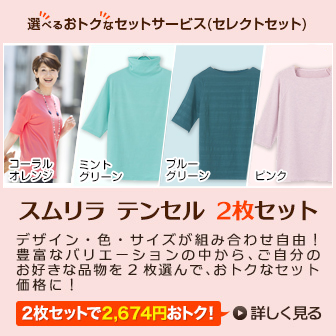 選べるおトクなセットサービス(セレクトセット)
コーラル
オレンジ
ミント
グリーン
ブルー
グリーン
ピンク
スムリラ テンセル 2枚セット
デザイン・色・サイズが組み合わせ自由！
豊富なバリエーションの中から、ご自分の
お好きな品物を２枚選んで、おトクなセット
価格に！
2枚セットで2,674円おトク！
詳しく見る